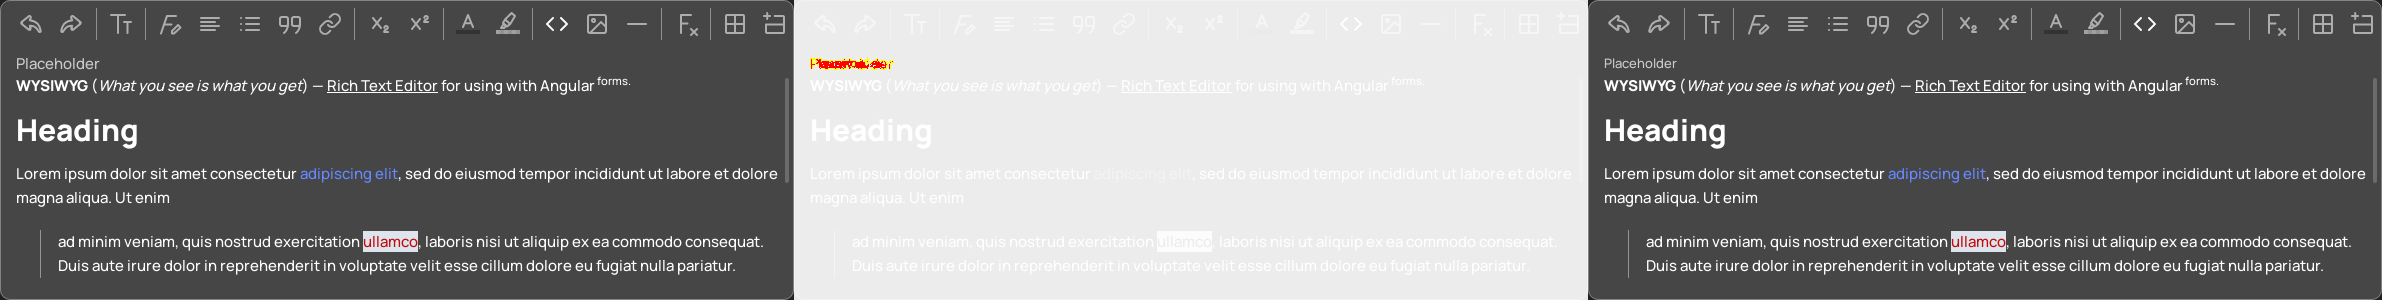 Placeholder
WYSIWYG (What you see is what you get) — Rich Text Editor for using with Angular forms.
Heading
Lorem ipsum dolor sit amet consectetur adipiscing elit, sed do eiusmod tempor incididunt ut labore et dolore
magna aliqua. Ut enim
ad minim veniam, quis nostrud exercitation ullamco, laboris nisi ut aliquip ex ea commodo consequat.
Duis aute irure dolor in reprehenderit in voluptate velit esse cillum dolore eu fugiat nulla pariatur.
Placeholder
WYSIWYG (What you see is what you get) — Rich Text Editor for using with Angular forms.
Heading
Lorem ipsum dolor sit amet consectetur adipiscing elit, sed do eiusmod tempor incididunt ut labore et dolore
magna aliqua. Ut enim
ad minim veniam, quis nostrud exercitation ullamco, laboris nisi ut aliquip ex ea commodo consequat.
Duis aute irure dolor in reprehenderit in voluptate velit esse cillum dolore eu fugiat nulla pariatur.
Placeholder
WYSIWYG (What you see is what you get) — Rich Text Editor for using with Angular forms.
Heading
Lorem ipsum dolor sit amet consectetur adipiscing elit, sed do eiusmod tempor incididunt ut labore et dolore
magna aliqua. Ut enim
ad minim veniam, quis nostrud exercitation ullamco, laboris nisi ut aliquip ex ea commodo consequat.
Duis aute irure dolor in reprehenderit in voluptate velit esse cillum dolore eu fugiat nulla pariatur.